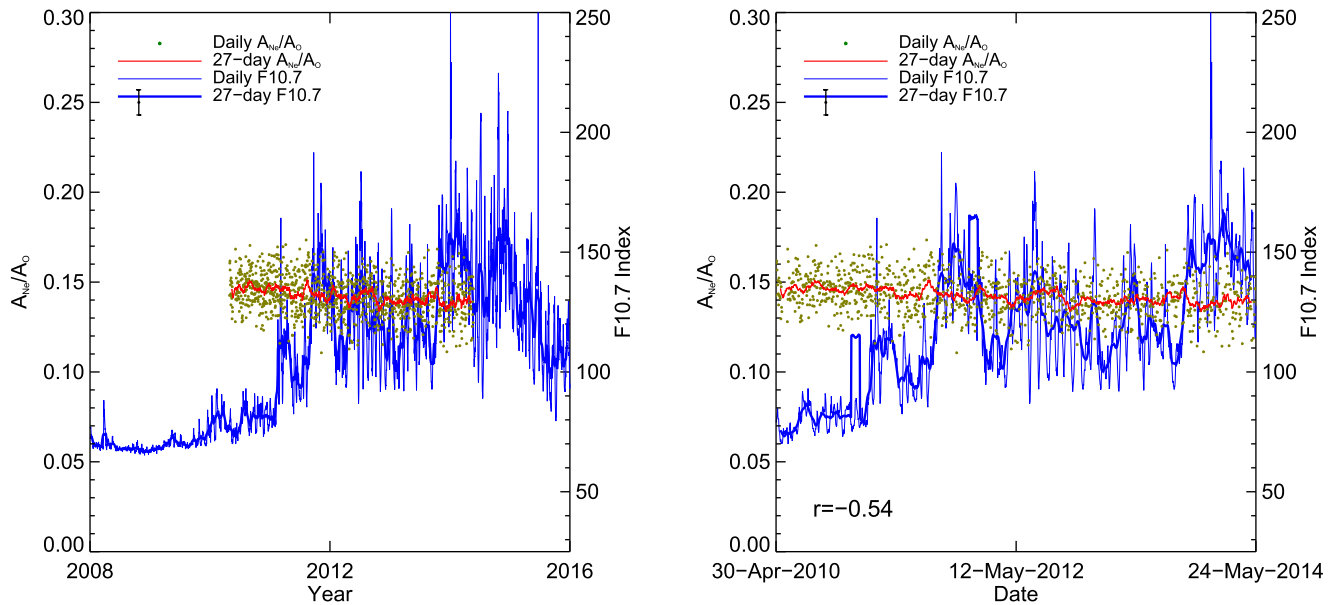 0.30
0.25
0.20
0.15
0.10
0.05
0.00
A_Ne/A_O
Daily A_Ne/A_O
27−day A_Ne/A_O
Daily F10.7
27−day F10.7
250
200
150
100
50
F10.7 Index
2008 2012 2016
Year
0.30
0.25
0.20
0.15
0.10
0.05
0.00
A_Ne/A_O
Daily A_Ne/A_O
27−day A_Ne/A_O
Daily F10.7
27−day F10.7
r=−0.54
250
200
150
100
50
F10.7 Index
30−Apr−2010 12−May−2012 24−May−2014
Date